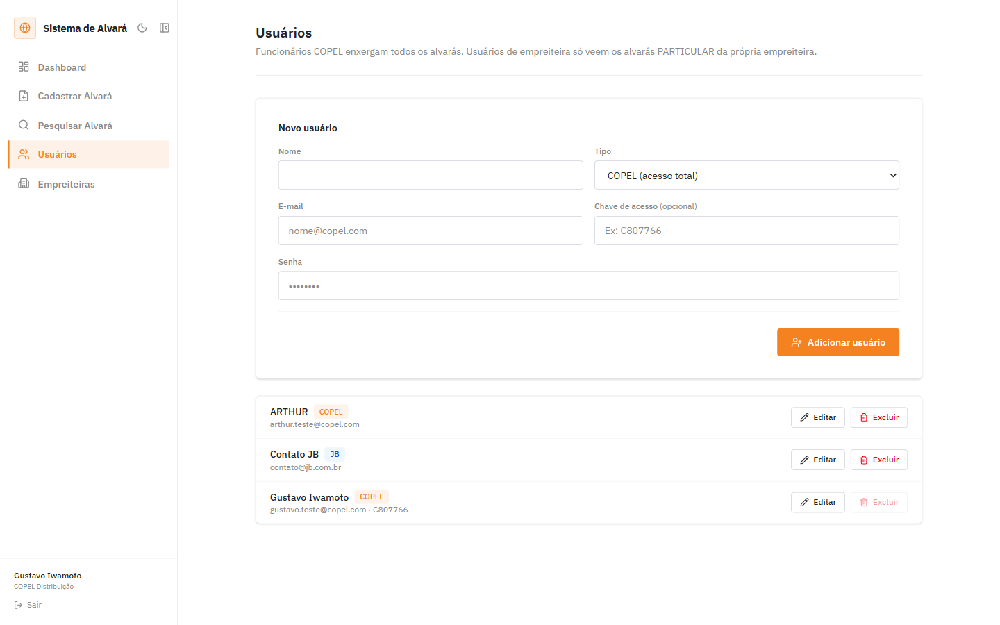 Sistema de Alvará
Dashboard
Cadastrar Alvará
Pesquisar Alvará
Usuários
Empreiteiras
Gustavo Iwamoto
COPEL Distribuição
Sair
Usuários
Funcionários COPEL enxergam todos os alvarás. Usuários de empreiteira só veem os alvarás PARTICULAR da própria empreiteira.
Novo usuário
Nome
Tipo
COPEL (acesso total)
E-mail
Chave de acesso (opcional)
nome@copel.com
Ex: C807766
Senha
••••••••
Adicionar usuário
ARTHUR COPEL
arthur.teste@copel.com
Editar Excluir
Contato JB JB
contato@jb.com.br
Editar Excluir
Gustavo Iwamoto COPEL
gustavo.teste@copel.com · C807766
Editar Excluir